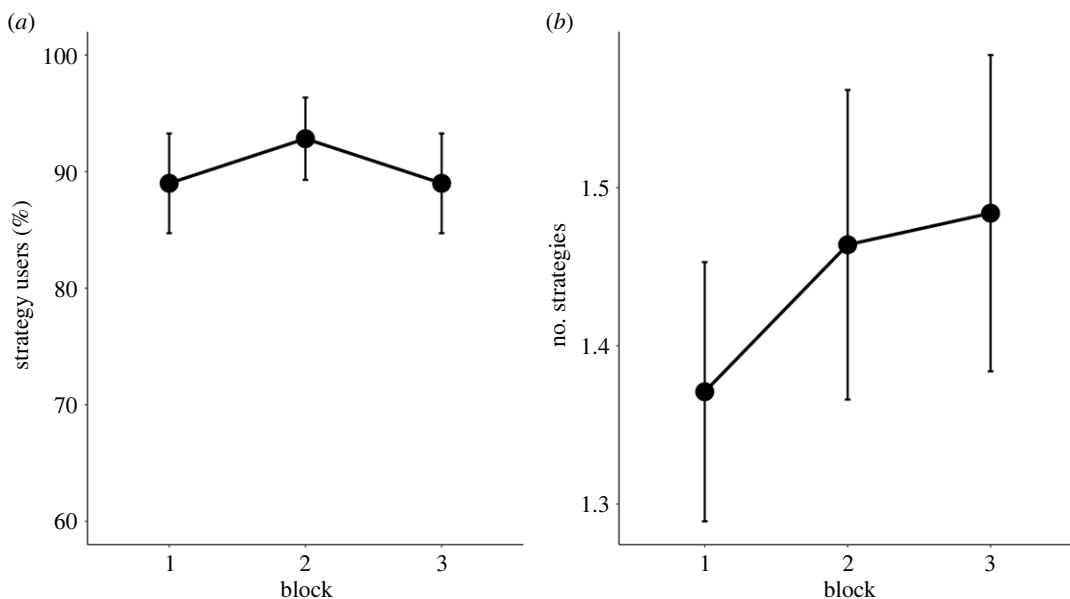 (a)
strategy users (%)
100
90
80
70
60
1 2 3
block
(b)
no. strategies
1.5
1.4
1.3
1 2 3
block